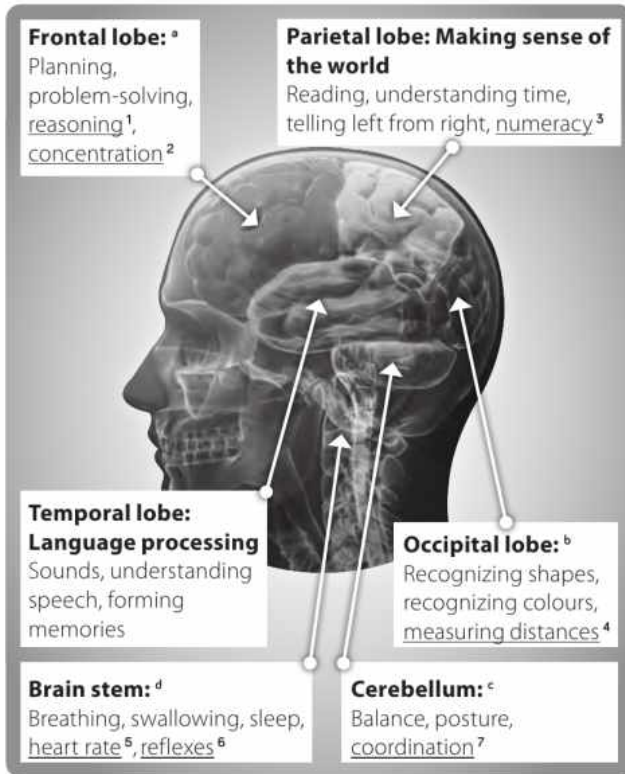 Frontal lobe: a
Planning,
problem-solving,
reasoning 1,
concentration 2
Parietal lobe: Making sense of
the world
Reading, understanding time,
telling left from right, numeracy 3
Temporal lobe:
Language processing
Sounds, understanding
speech, forming
memories
Occipital lobe: b
Recognizing shapes,
recognizing colours,
measuring distances 4
Brain stem: d
Breathing, swallowing, sleep,
heart rate 5, reflexes 6
Cerebellum: c
Balance, posture,
coordination 7